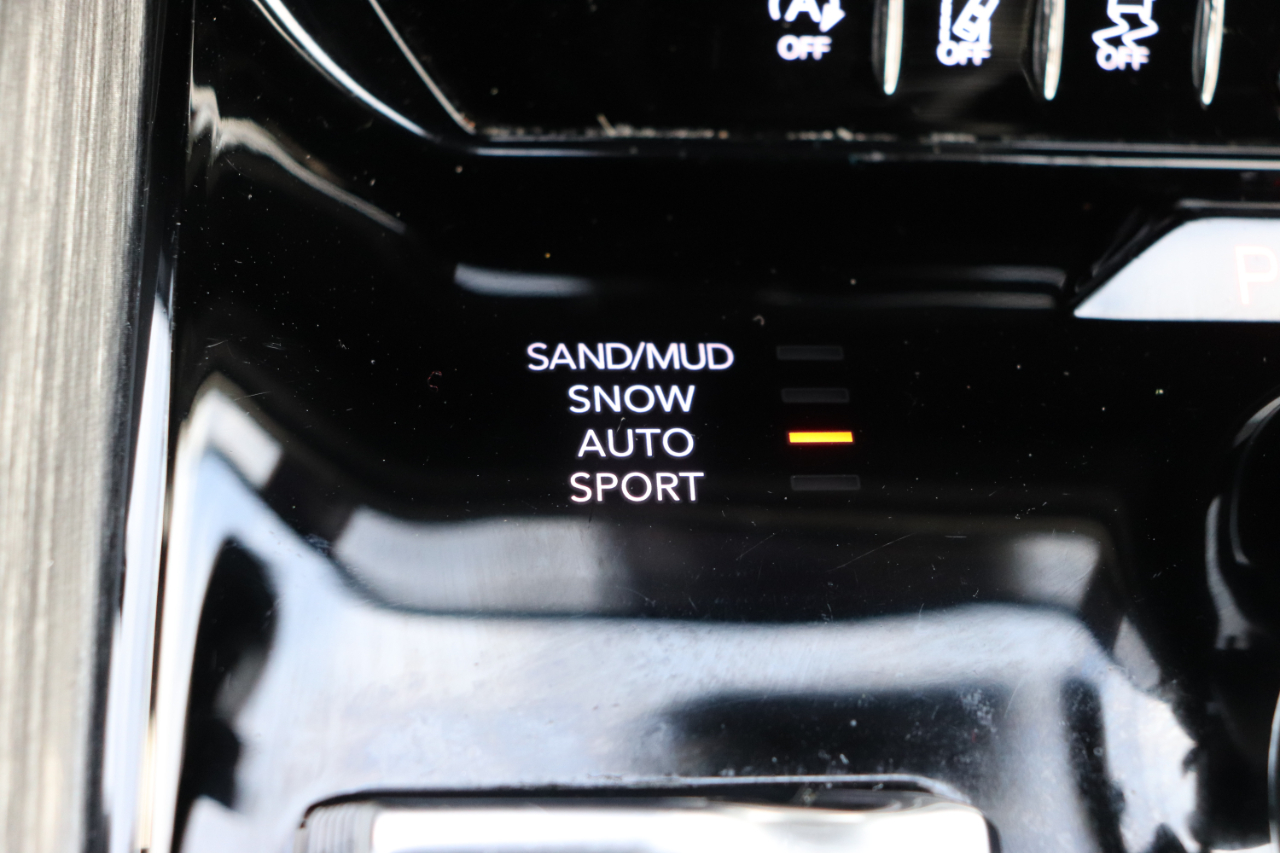 (A)
OFF
OFF
OFF
P
SAND/MUD
SNOW
AUTO
SPORT